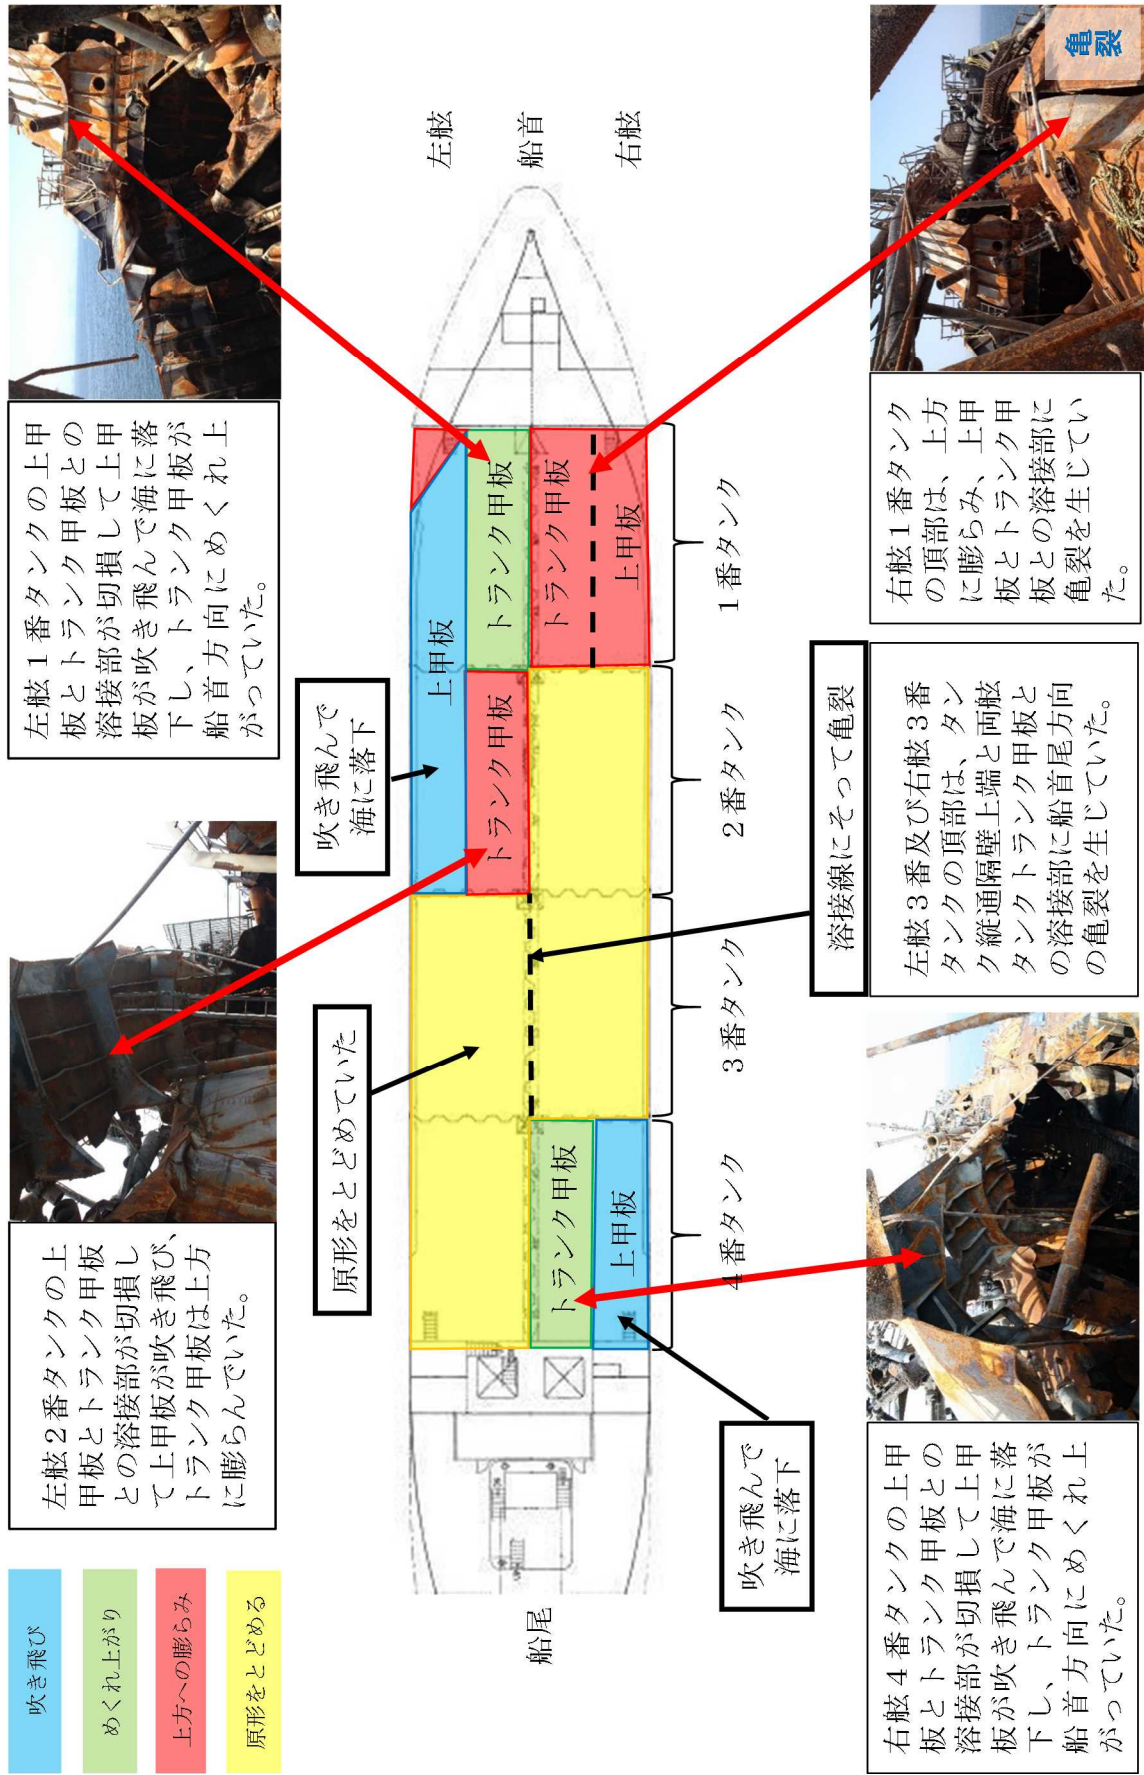 吹き飛び
めくれ上がり
上方への膨らみ
原形をとどめる
左舷２番タンクの上
甲板とトランク甲板
との溶接部が切損し
て上甲板が吹き飛び、
トランク甲板は上方
に膨らんでいた。
左舷１番タンクの上甲
板とトランク甲板との
溶接部が切損して上甲
板が吹き飛んで海に落
下し、トランク甲板が
船首方向にめくれ上
がっていた。
原形をとどめていた
吹き飛んで
海に落下
船尾
上甲板
トランク甲板
トランク甲板
トランク甲板
上甲板
トランク甲板
上甲板
左舷
船首
右舷
４番タンク
３番タンク
２番タンク
１番タンク
吹き飛んで
海に落下
溶接線にそって亀裂
右舷４番タンクの上甲
板とトランク甲板との
溶接部が切損して上甲
板が吹き飛んで海に落
下し、トランク甲板が
船首方向にめくれ上
がっていた。
左舷３番及び右舷３番
タンクの頂部は、タン
ク縦通隔壁上端と両舷
タンクトランク甲板と
の溶接部に船首尾方向
の亀裂を生じていた。
右舷１番タンク
の頂部は、上方
に膨らみ、上甲
板とトランク甲
板との溶接部に
亀裂を生じてい
た。
亀裂